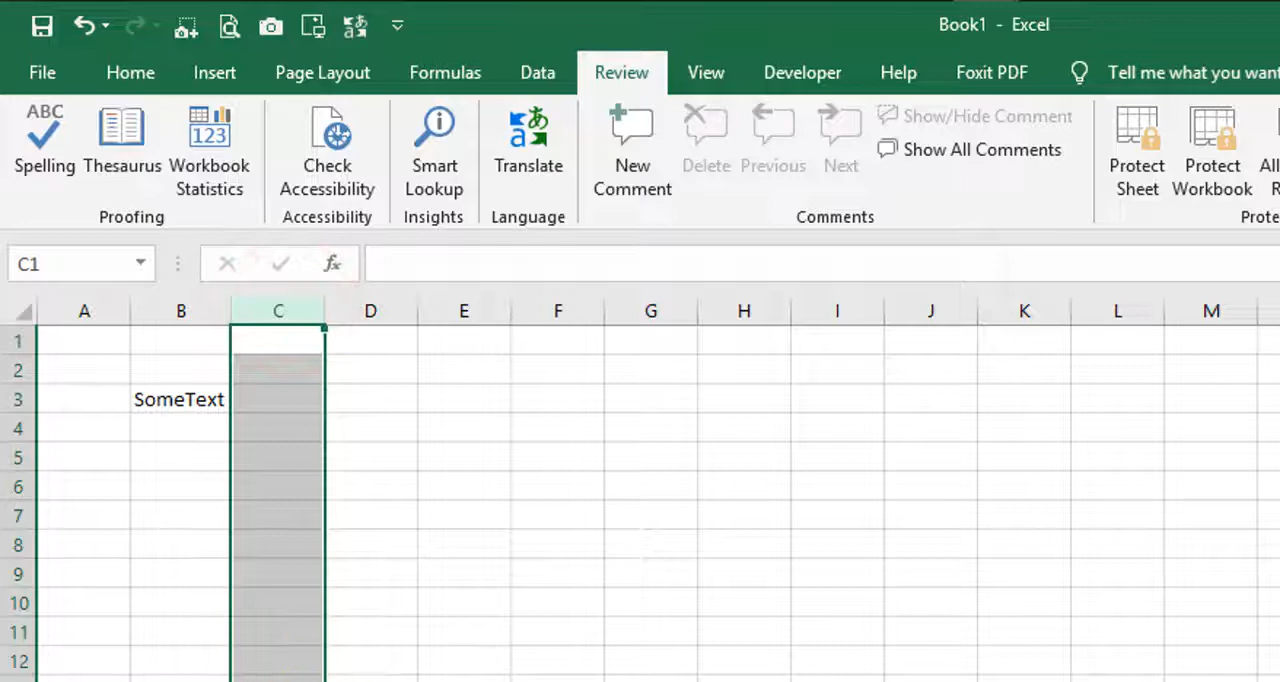 Book1 - Excel
File Home Insert Page Layout Formulas Data Review View Developer Help Foxit PDF Tell me what you want
ABC
123
Spelling Thesaurus Workbook Statistics
Check Accessibility
Smart Lookup
Translate
New Comment
Delete Previous Next
Show/Hide Comment
Show All Comments
Protect Sheet
Protect Workbook
Proofing Accessibility Insights Language Comments
C1 fx
A B C D E F G H I J K L M
1
2
3 SomeText
4
5
6
7
8
9
10
11
12